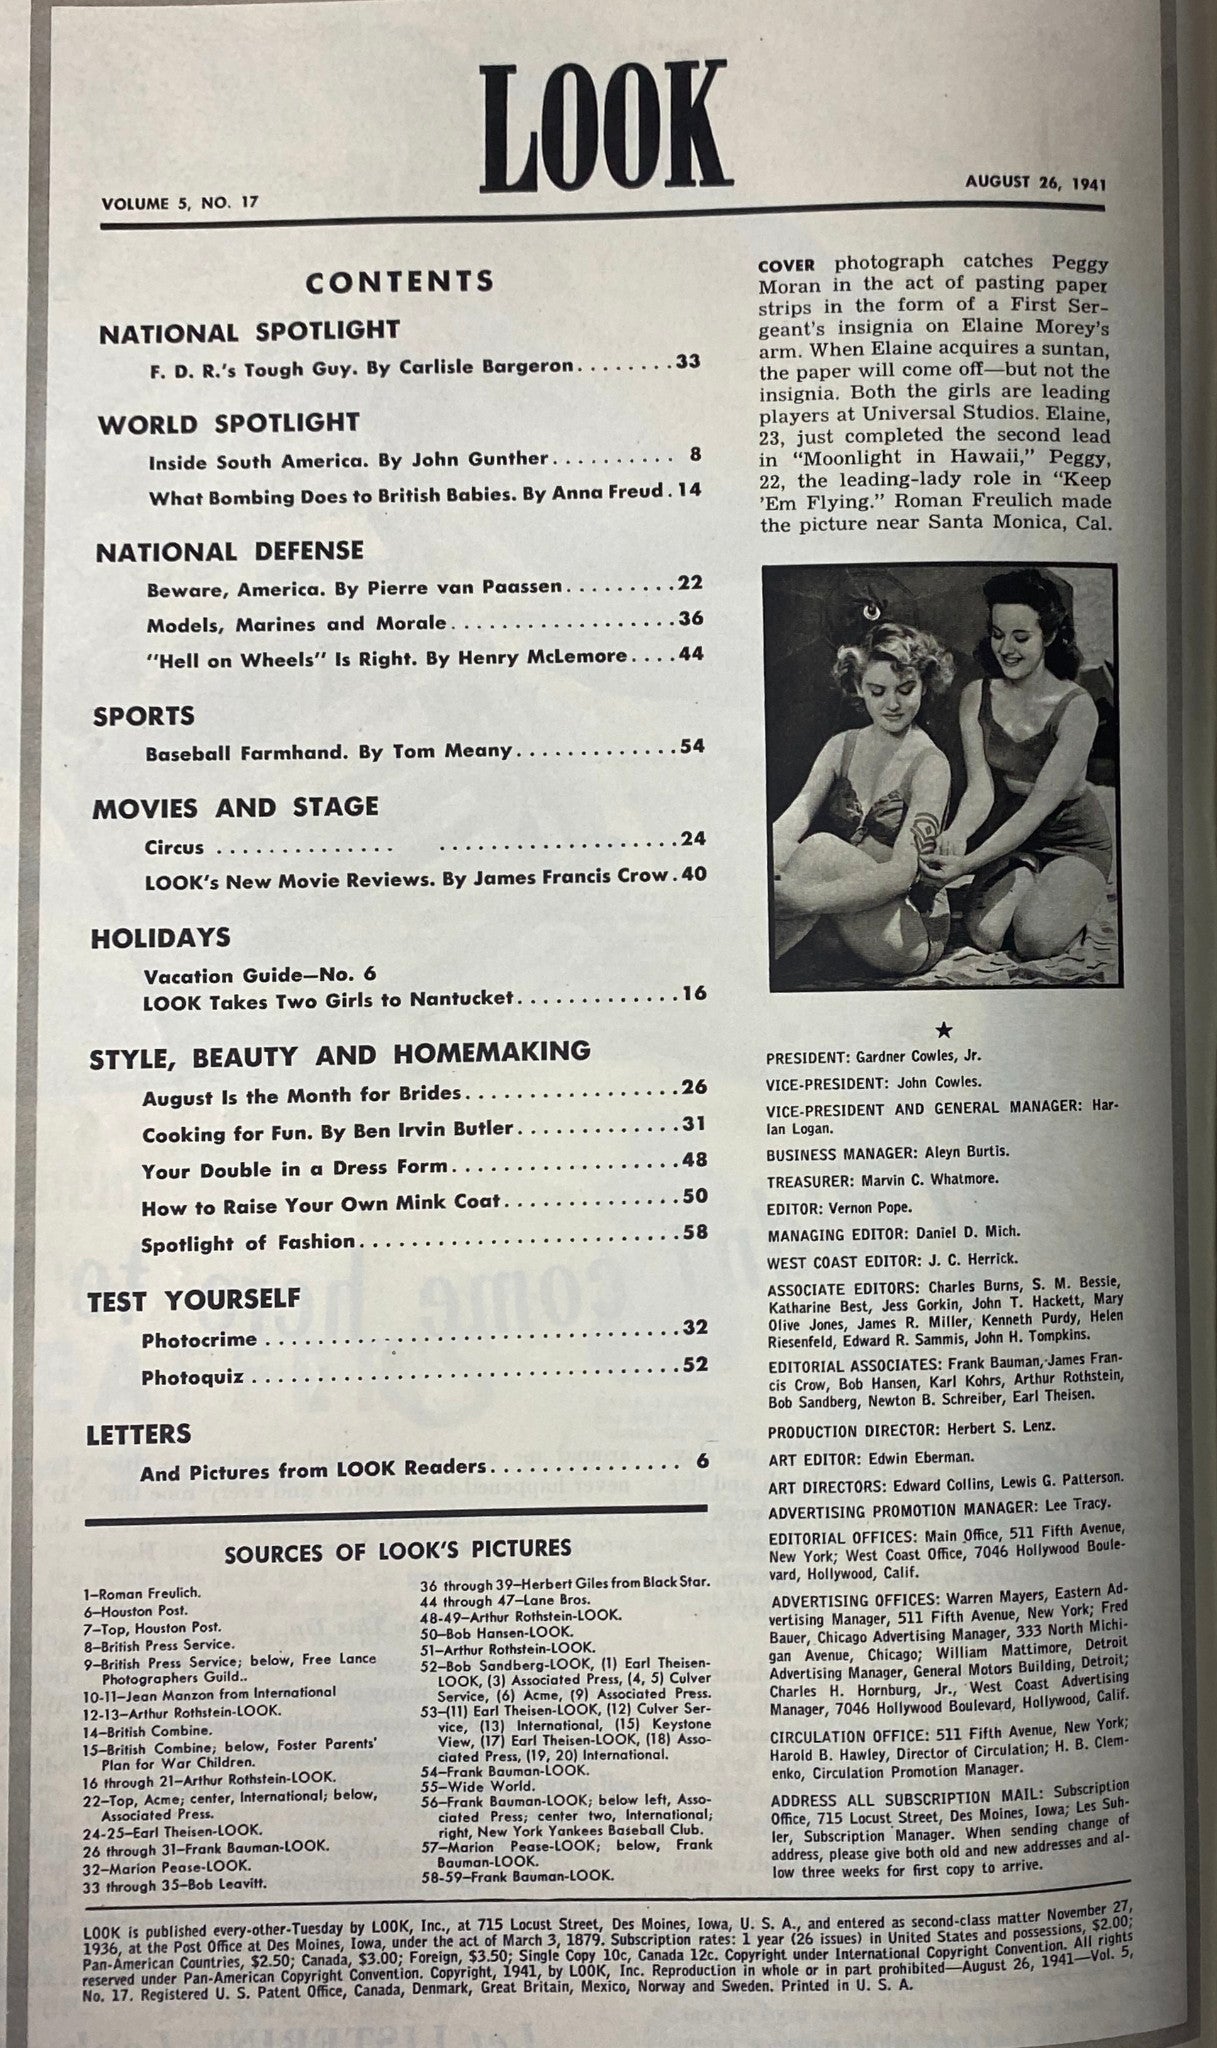 LOOK
VOLUME 5, NO. 17
AUGUST 26, 1941
CONTENTS
NATIONAL SPOTLIGHT
F. D. R.'s Tough Guy. By Carlisle Bargeron........33
WORLD SPOTLIGHT
Inside South America. By John Gunther.......... 8
What Bombing Does to British Babies. By Anna Freud.14
NATIONAL DEFENSE
Beware, America. By Pierre van Paassen.........22
Models, Marines and Morale...................36
"Hell on Wheels" Is Right. By Henry McLemore....44
SPORTS
Baseball Farmhand. By Tom Meany.............54
MOVIES AND STAGE
Circus .............. ....................24
LOOK's New Movie Reviews. By James Francis Crow.40
HOLIDAYS
Vacation Guide—No. 6
LOOK Takes Two Girls to Nantucket.............16
STYLE, BEAUTY AND HOMEMAKING
August Is the Month for Brides.................26
Cooking for Fun. By Ben Irvin Butler.............31
Your Double in a Dress Form...................48
How to Raise Your Own Mink Coat..............50
Spotlight of Fashion..........................58
TEST YOURSELF
Photocrime ..................................32
Photoquiz ...................................52
LETTERS
And Pictures from LOOK Readers............... 6
SOURCES OF LOOK'S PICTURES
1—Roman Freulich.
6—Houston Post.
7—Top, Houston Post.
8—British Press Service.
9—British Press Service; below, Free Lance
Photographers Guild..
10-11—Jean Manzon from International
12-13—Arthur Rothstein-LOOK.
14—British Combine.
15—British Combine; below, Foster Parents'
Plan for War Children.
16 through 21—Arthur Rothstein-LOOK.
22—Top, Acme; center, International; below,
Associated Press.
24-25—Earl Theisen-LOOK.
26 through 31—Frank Bauman-LOOK.
32—Marion Pease-LOOK.
33 through 35—Bob Leavitt.
36 through 39—Herbert Giles from Black Star.
44 through 47—Lane Bros.
48-49—Arthur Rothstein-LOOK.
50—Bob Hansen-LOOK.
51—Arthur Rothstein-LOOK.
52—Bob Sandberg-LOOK, (1) Earl Theisen-
LOOK, (3) Associated Press, (4, 5) Culver
Service, (6) Acme, (9) Associated Press.
53—(11) Earl Theisen-LOOK, (12) Culver Ser-
vice, (13) International, (15) Keystone
View, (17) Earl Theisen-LOOK, (18) Asso-
ciated Press, (19, 20) International.
54—Frank Bauman-LOOK.
55—Wide World.
56—Frank Bauman-LOOK; below left, Asso-
ciated Press; center two, International;
right, New York Yankees Baseball Club.
57—Marion Pease-LOOK; below, Frank
Bauman-LOOK.
58-59—Frank Bauman-LOOK.
COVER photograph catches Peggy
Moran in the act of pasting paper
strips in the form of a First Ser-
geant's insignia on Elaine Morey's
arm. When Elaine acquires a suntan,
the paper will come off—but not the
insignia. Both the girls are leading
players at Universal Studios. Elaine,
23, just completed the second lead
in "Moonlight in Hawaii," Peggy,
22, the leading-lady role in "Keep
'Em Flying." Roman Freulich made
the picture near Santa Monica, Cal.
PRESIDENT: Gardner Cowles, Jr.
VICE-PRESIDENT: John Cowles.
VICE-PRESIDENT AND GENERAL MANAGER: Har-
lan Logan.
BUSINESS MANAGER: Aleyn Burtis.
TREASURER: Marvin C. Whatmore.
EDITOR: Vernon Pope.
MANAGING EDITOR: Daniel D. Mich.
WEST COAST EDITOR: J. C. Herrick.
ASSOCIATE EDITORS: Charles Burns, S. M. Bessie,
Katharine Best, Jess Gorkin, John T. Hackett, Mary
Olive Jones, James R. Miller, Kenneth Purdy, Helen
Riesenfeld, Edward R. Sammis, John H. Tompkins.
EDITORIAL ASSOCIATES: Frank Bauman, James Fran-
cis Crow, Bob Hansen, Karl Kohrs, Arthur Rothstein,
Bob Sandberg, Newton B. Schreiber, Earl Theisen.
PRODUCTION DIRECTOR: Herbert S. Lenz.
ART EDITOR: Edwin Eberman.
ART DIRECTORS: Edward Collins, Lewis G. Patterson.
ADVERTISING PROMOTION MANAGER: Lee Tracy.
EDITORIAL OFFICES: Main Office, 511 Fifth Avenue,
New York; West Coast Office, 7046 Hollywood Boule-
vard, Hollywood, Calif.
ADVERTISING OFFICES: Warren Mayers, Eastern Ad-
vertising Manager, 511 Fifth Avenue, New York; Fred
Bauer, Chicago Advertising Manager, 333 North Michi-
gan Avenue, Chicago; William Mattimore, Detroit
Advertising Manager, General Motors Building, Detroit;
Charles H. Hornburg, Jr., West Coast Advertising
Manager, 7046 Hollywood Boulevard, Hollywood, Calif.
CIRCULATION OFFICE: 511 Fifth Avenue, New York;
Harold B. Hawley, Director of Circulation; H. B. Clem-
enko, Circulation Promotion Manager.
ADDRESS ALL SUBSCRIPTION MAIL: Subscription
Office, 715 Locust Street, Des Moines, Iowa; Les Suh-
ler, Subscription Manager. When sending change of
address, please give both old and new addresses and al-
low three weeks for first copy to arrive.
LOOK is published every-other-Tuesday by LOOK, Inc., at 715 Locust Street, Des Moines, Iowa, U. S. A., and entered as second-class matter November 27,
1936, at the Post Office at Des Moines, Iowa, under the act of March 3, 1879. Subscription rates: 1 year (26 issues) in United States and possessions, $2.00;
Pan-American Countries, $2.50; Canada, $3.00; Foreign, $3.50; Single Copy 10c, Canada 12c. Copyright under International Copyright Convention. All rights
reserved under Pan-American Copyright Convention. Copyright, 1941, by LOOK, Inc. Reproduction in whole or in part prohibited—August 26, 1941—Vol. 5,
No. 17. Registered U. S. Patent Office, Canada, Denmark, Great Britain, Mexico, Norway and Sweden. Printed in U. S. A.